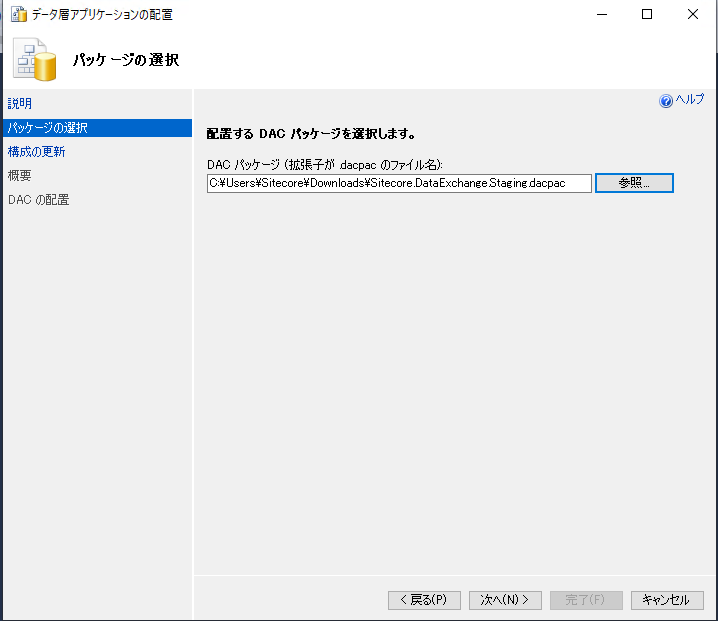 データ層アプリケーションの配置
パッケージの選択
説明
パッケージの選択
構成の更新
概要
DAC の配置
ヘルプ
配置する DAC パッケージを選択します。
DAC パッケージ (拡張子が .dacpac のファイル名):
C:¥Users¥Sitecore¥Downloads¥Sitecore.DataExchange.Staging.dacpac
参照...
< 戻る(P)
次へ(N) >
完了(F)
キャンセル